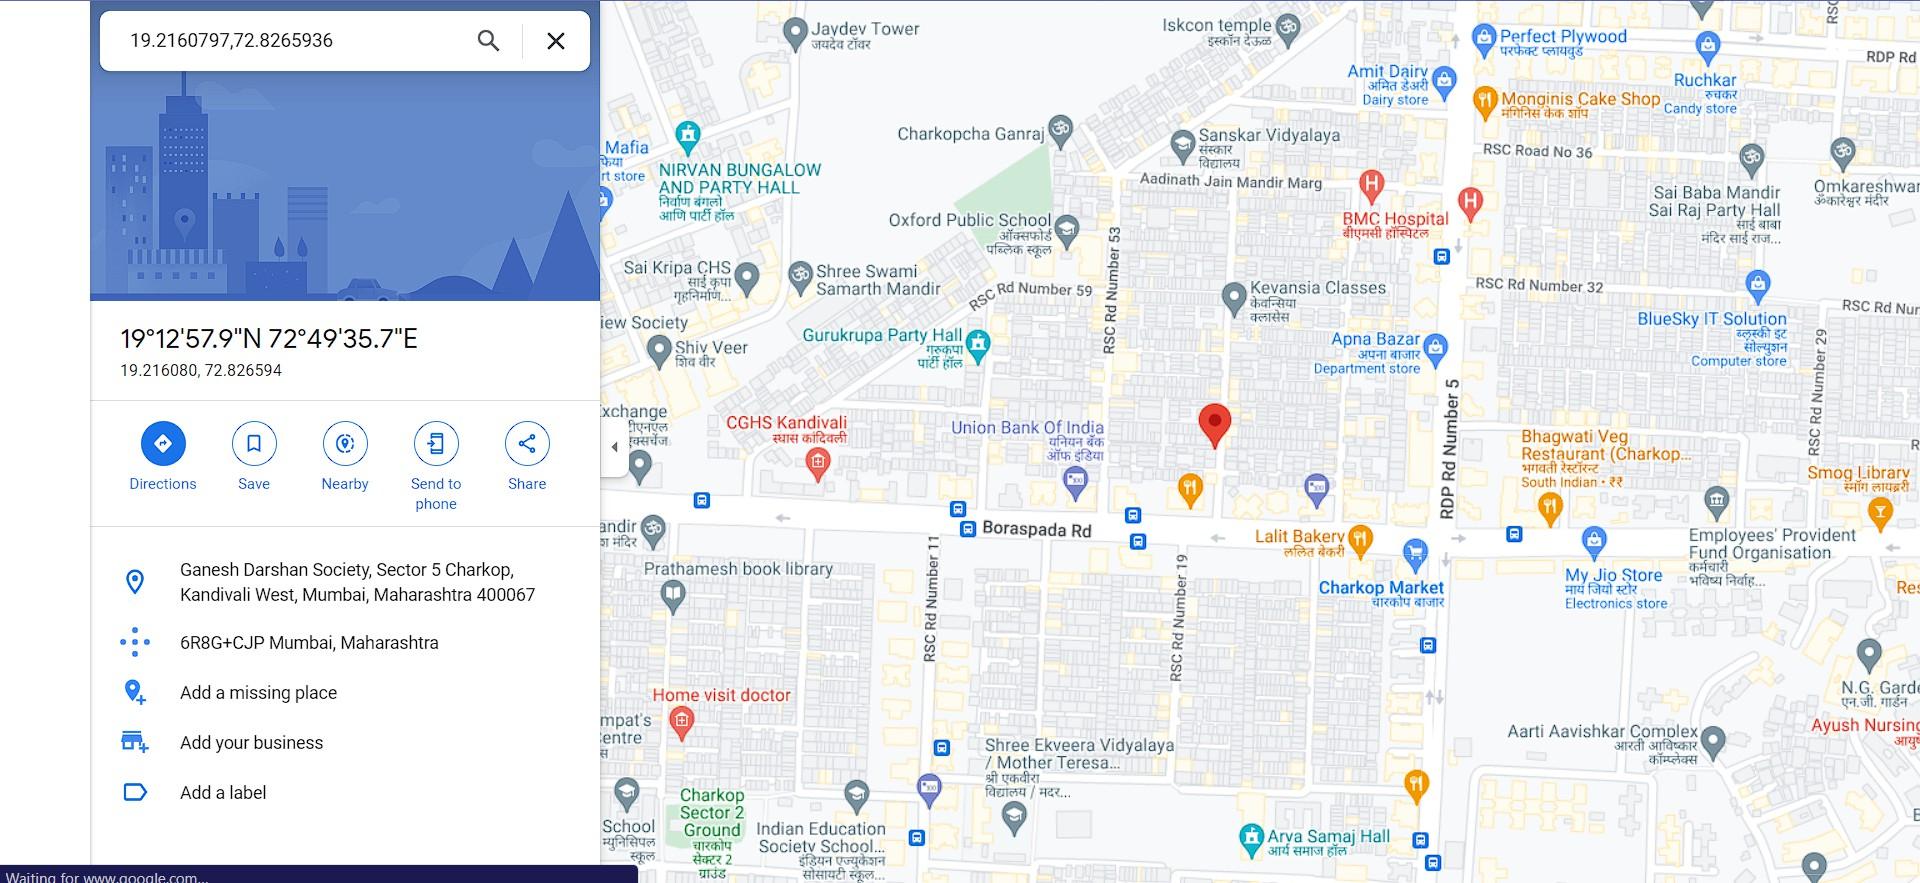 19.2160797,72.8265936
19°12'57.9"N 72°49'35.7"E
19.216080, 72.826594
Directions
Save
Nearby
Send to
phone
Share
Ganesh Darshan Society, Sector 5 Charkop,
Kandivali West, Mumbai, Maharashtra 400067
6R8G+CJP Mumbai, Maharashtra
Add a missing place
Add your business
Add a label
Waiting for www.google.com...
Jaydev Tower
जयदेव टॉवर
Iskcon temple
इस्कॉन देऊळ
Perfect Plywood
परफेक्ट प्लायवुड
RDP Rd
Amit Dairy
अमित डेअरी
Dairy store
Ruchkar
रुचकर
Candy store
Monginis Cake Shop
मंगिनिस केक शॉप
Mafia
rt store
NIRVAN BUNGALOW
AND PARTY HALL
निर्वाण बंगलो
आणि पार्टी हॉल
Charkopcha Ganraj
Sanskar Vidyalaya
संस्कार
विद्यालय
RSC Road No 36
Aadinath Jain Mandir Marg
Sai Baba Mandir
Sai Raj Party Hall
साई बाबा
मंदिर साई राज...
Omkareshwar
ॐकारेश्वर मंदिर
BMC Hospital
बीएमसी हॉस्पिटल
Oxford Public School
ऑक्सफोर्ड
पब्लिक स्कूल
RSC Rd Number 53
Sai Kripa CHS
साई कृपा
गृहनिर्माण...
Shree Swami
Samarth Mandir
RSC Rd Number 59
Kevansia Classes
केवन्सिया
क्लासेस
RSC Rd Number 32
RSC Rd Nur
iew Society
Shiv Veer
शिव वीर
Gurukrupa Party Hall
गुरुकृपा
पार्टी हॉल
Apna Bazar
अपना बाजार
Department store
BlueSky IT Solution
ब्लूस्की इट
सोल्युशन
Computer store
RSC Rd Number 29
RDP Rd Number 5
xchange
CGHS Kandivali
Union Bank Of India
युनियन बँक
ऑफ इंडिया
Bhagwati Veg
Restaurant (Charkop...
भगवती रेस्टॉरन्ट
South Indian • ₹₹
Smog Library
स्मॉग लायब्ररी
andir
Boraspada Rd
Lalit Bakery
ललित बेकरी
Charkop Market
चारकोप बाजार
Employees' Provident
Fund Organisation
कर्मचारी
भविष्य निर्वाह...
My Jio Store
माय जियो स्टोर
Electronics store
Res
Prathamesh book library
RSC Rd Number 11
RSC Rd Number 19
Home visit doctor
mpat's
entre
N.G. Garde
एन.जी. गार्डन
Aarti Aavishkar Complex
आरती आविष्कार
कॉम्प्लेक्स
Ayush Nursing
Shree Ekveera Vidyalaya
/ Mother Teresa...
श्री एकवीरा
विद्यालय / मदर...
Charkop
Sector 2
Ground
चारकोप
सेक्टर 2
ग्राउंड
School
म्युनिसिपल
स्कूल
Indian Education
Society School...
इंडियन एज्युकेशन
सोसायटी स्कूल...
Arya Samaj Hall
आर्य समाज हॉल